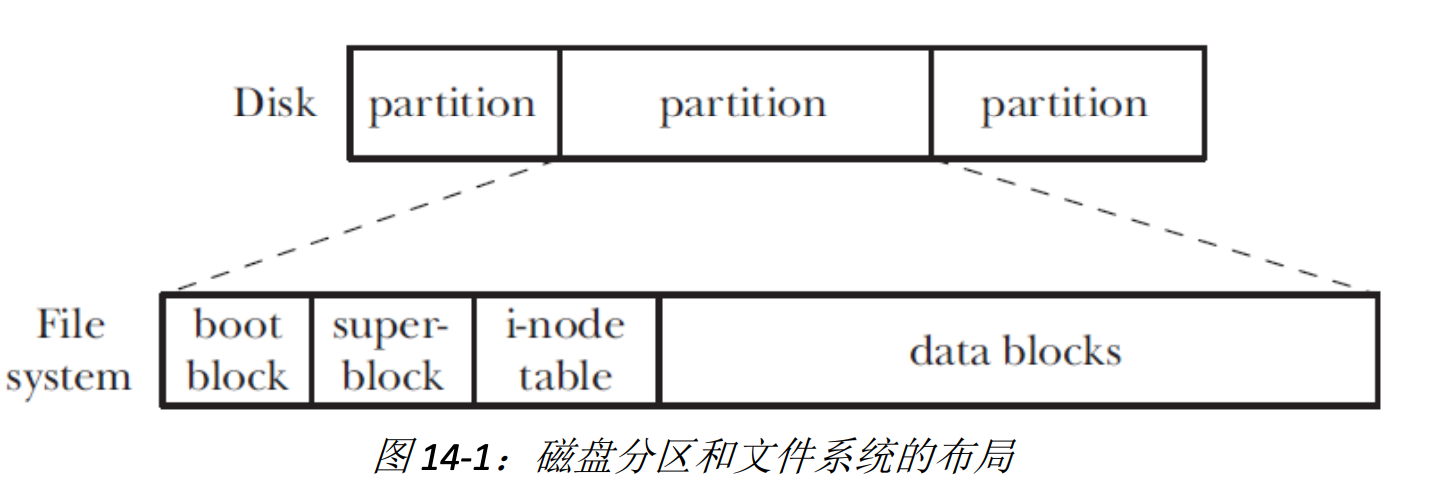 Disk partition partition partition
File system
boot block
super-block
i-node table
data blocks
图 14-1：磁盘分区和文件系统的布局